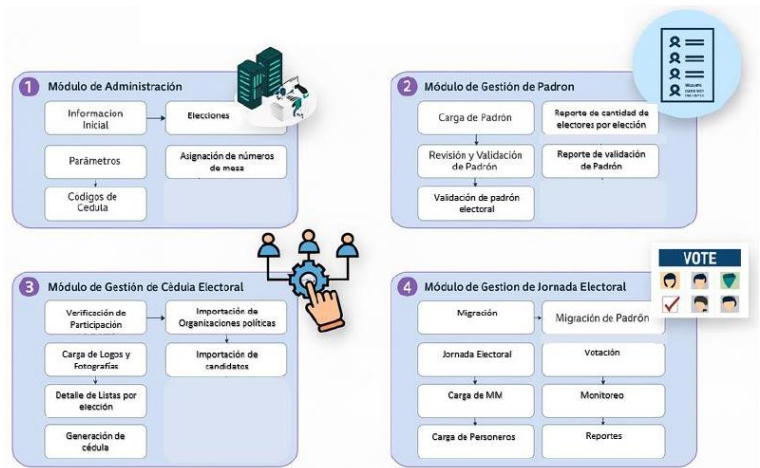 1 Módulo de Administración
Informacion
Inicial
Elecciones
Parámetros
Asignación de números
de mesa
Códigos de
Cedula
2 Módulo de Gestión de Padron
Carga de Padrón
Reporte de cantidad de
electores por elección
Revisión y Validación
de Padrón
Reporte de validación
de Padrón
Validación de padrón
electoral
3 Módulo de Gestión de Cèdula Electoral
Verificación de
Participación
Importación de
Organizaciones políticas
Carga de Logos y
Fotografías
Importación de
candidatos
Detalle de Listas por
elección
Generación de
cédula
VOTE
4 Módulo de Gestion de Jornada Electoral
Migración
Migración de Padrón
Jornada Electoral
Votación
Carga de MM
Monitoreo
Carga de Personeros
Reportes